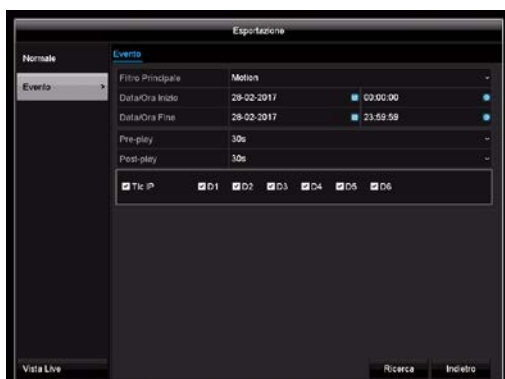 Esportazione
Normale
Evento >
Evento
Filtro Principale Motion
Data/Ora Inizio 28-02-2017 00:00:00
Data/Ora Fine 28-02-2017 23:59:59
Pre-play 30s
Post-play 30s
Tlc IP D1 D2 D3 D4 D5 D6
Vista Live Ricerca Indietro